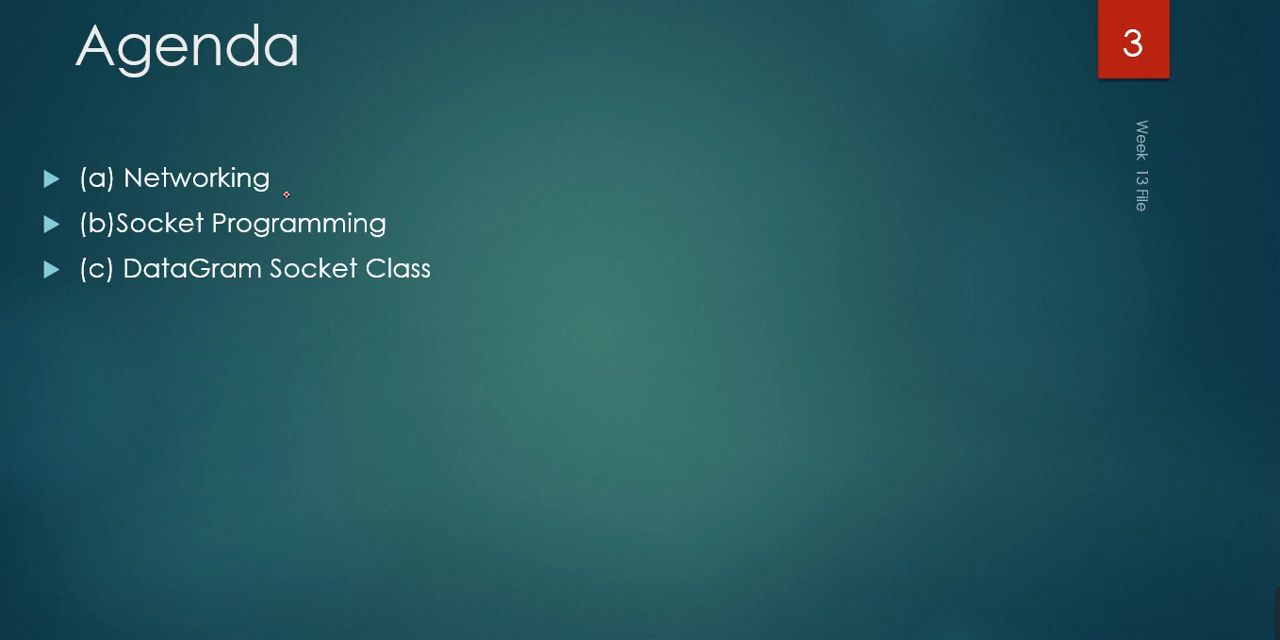 Agenda
3
Week 13 File
(a) Networking
(b)Socket Programming
(c) DataGram Socket Class